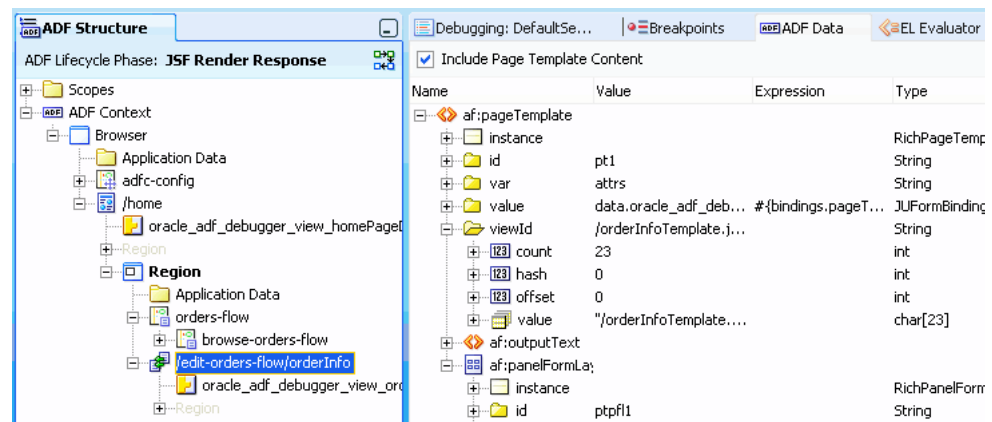 ADF Structure
ADF Lifecycle Phase: JSF Render Response
Scopes
ADF Context
Browser
Application Data
adfc-config
/home
oracle_adf_debugger_view_homePageD
Region
Region
Application Data
orders-flow
browse-orders-flow
/edit-orders-flow/orderInfo
oracle_adf_debugger_view_ord
Region
Debugging: DefaultSe... Breakpoints ADF Data EL Evaluator
Include Page Template Content
Name Value Expression Type
af:pageTemplate
instance RichPageTemp
id pt1 String
var attrs String
value data.oracle_adf_deb... #{bindings.pageT... JUFormBinding
viewId /orderInfoTemplate.j... String
count 23 int
hash 0 int
offset 0 int
value "/orderInfoTemplate.... char[23]
af:outputText
af:panelFormLay
instance RichPanelForm
id ptpfl1 String